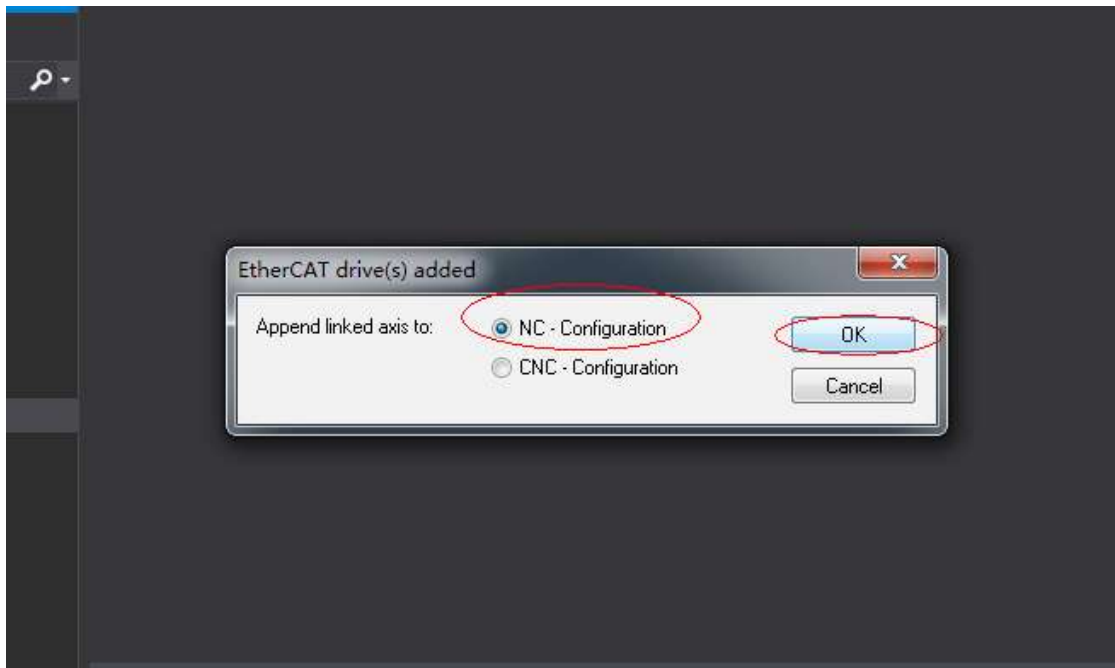 EtherCAT drive(s) added
Append linked axis to:
NC - Configuration
OK
CNC - Configuration
Cancel